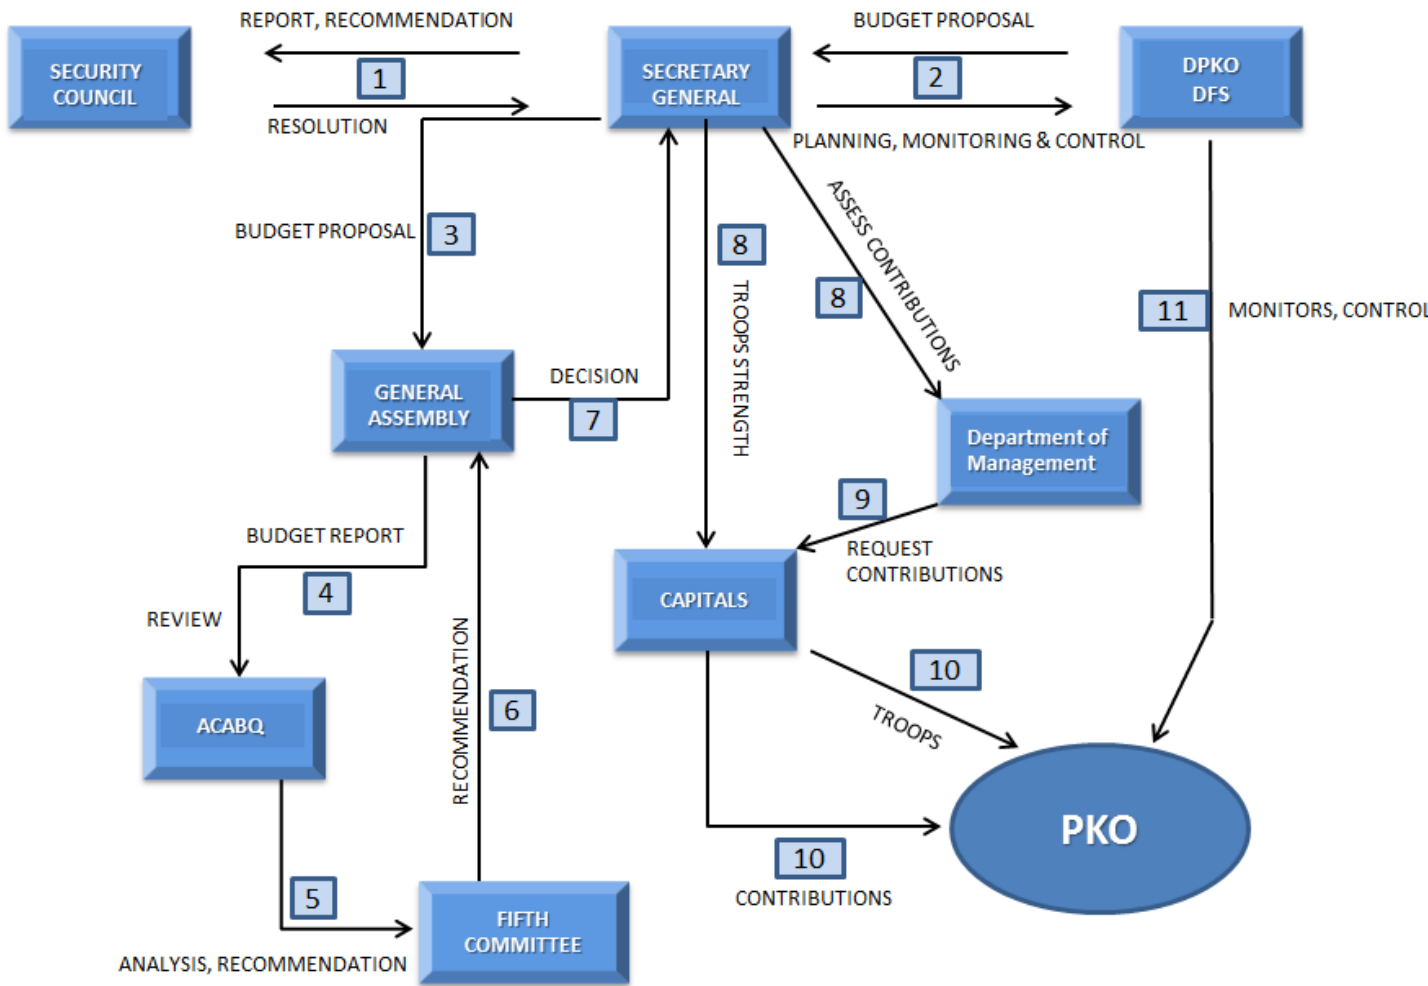 REPORT, RECOMMENDATION
BUDGET PROPOSAL
SECURITY
COUNCIL
1
SECRETARY
GENERAL
2
DPKO
DFS
RESOLUTION
PLANNING, MONITORING & CONTROL
BUDGET PROPOSAL
3
8
TROOPS STRENGTH
ASSESS CONTRIBUTIONS
8
11
MONITORS, CONTROL
GENERAL
ASSEMBLY
DECISION
7
Department of
Management
9
REQUEST
CONTRIBUTIONS
BUDGET REPORT
4
REVIEW
CAPITALS
RECOMMENDATION
6
10
TROOPS
ACABQ
PKO
10
CONTRIBUTIONS
5
FIFTH
COMMITTEE
ANALYSIS, RECOMMENDATION